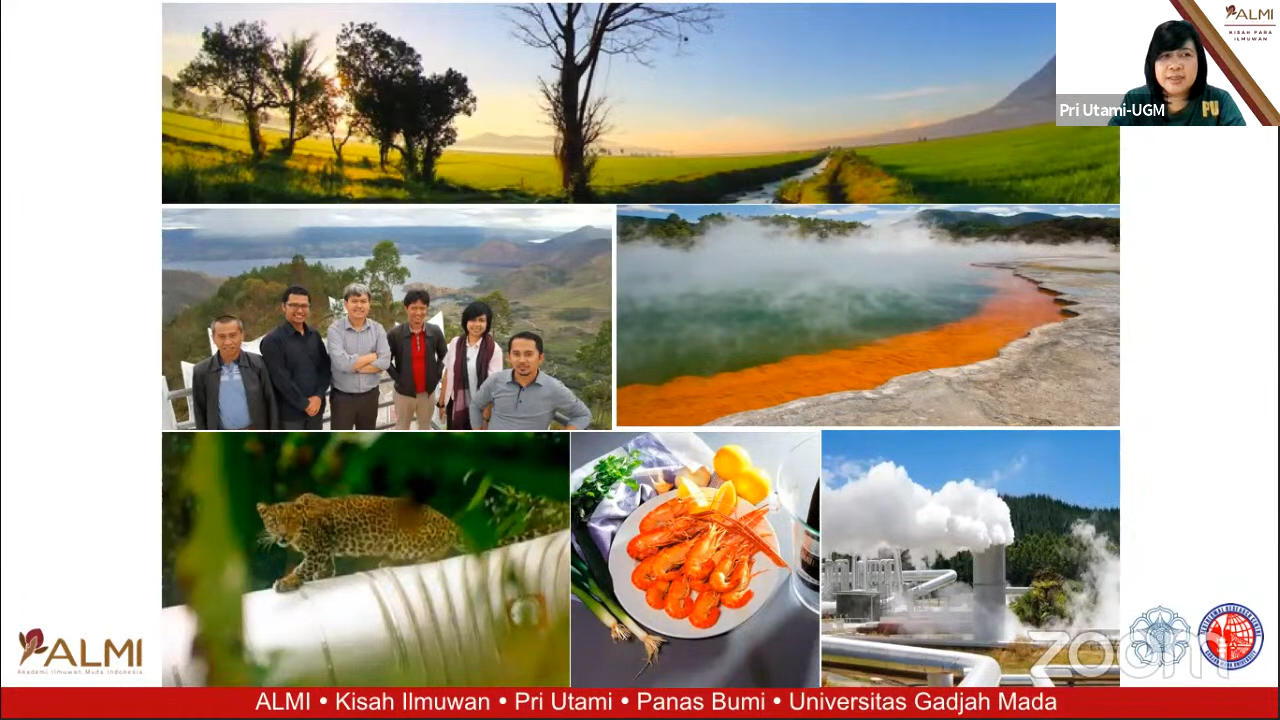 ALMI
KISAH PARA
ILMUWAN
Pri Utami-UGM
PU
ALMI
Akademi Ilmuwan Muda Indonesia
zoom
ALMI • Kisah Ilmuwan • Pri Utami • Panas Bumi • Universitas Gadjah Mada